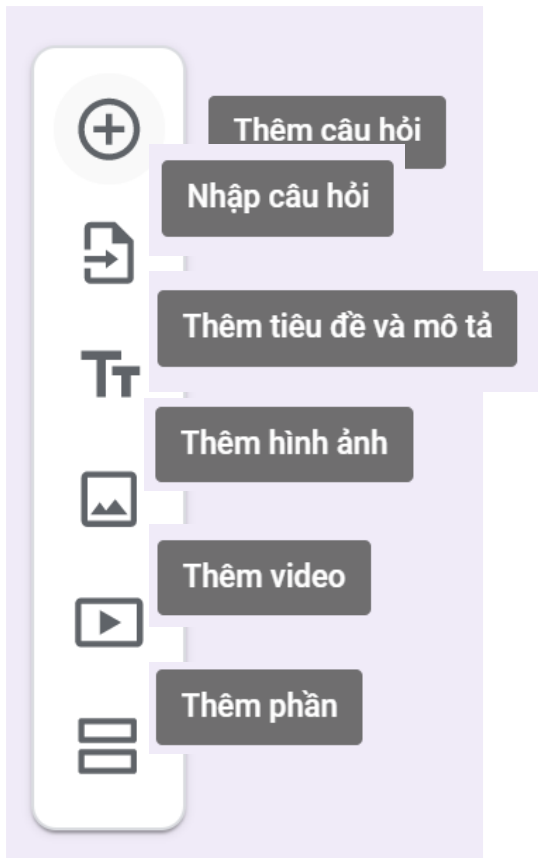 Thêm câu hỏi
Nhập câu hỏi
Thêm tiêu đề và mô tả
Thêm hình ảnh
Thêm video
Thêm phần